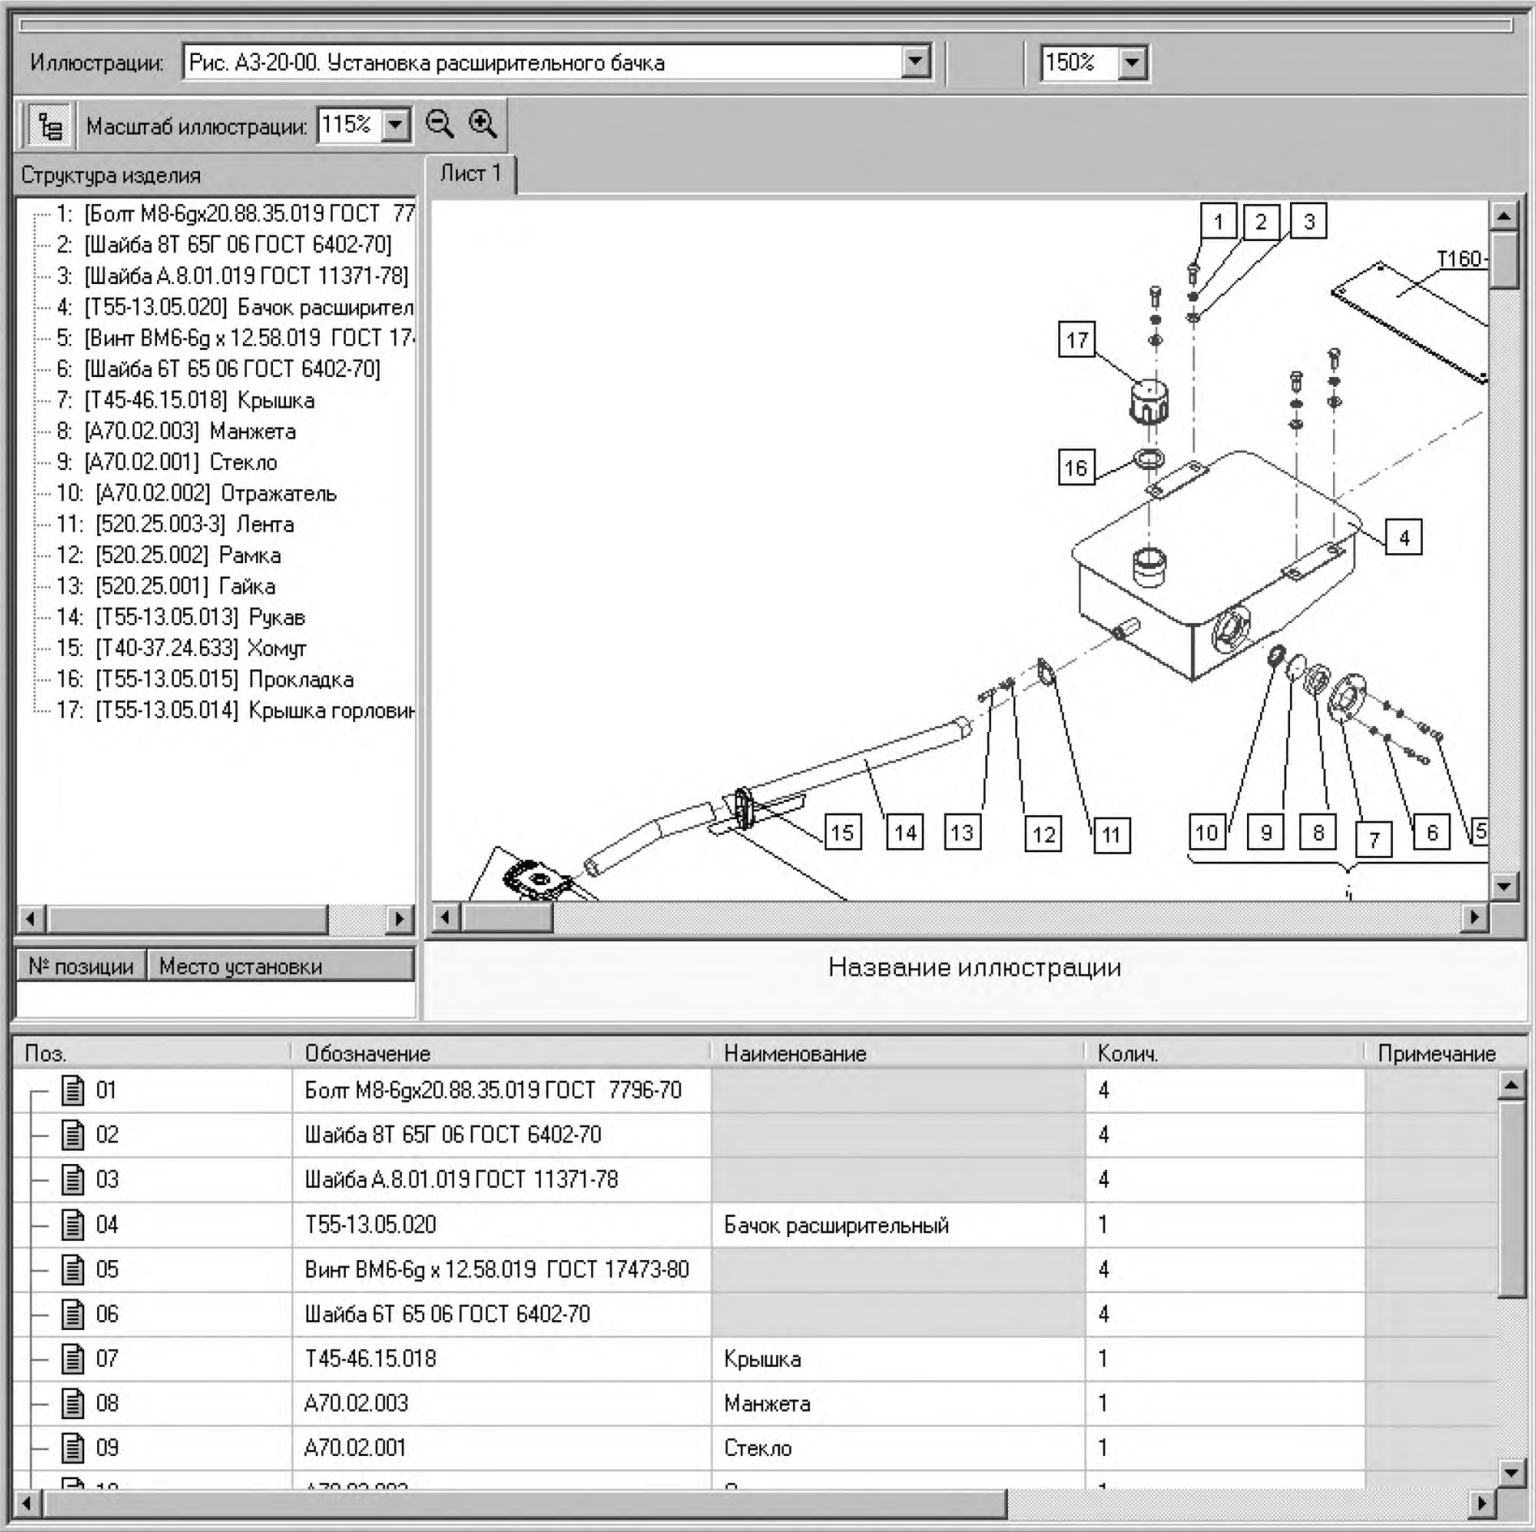 Иллюстрации: Рис. А3-20-00. Установка расширительного бачка 150%
Масштаб иллюстрации: 115%
Структура изделия
Лист 1
1: [Болт М8-6gx20.88.35.019 ГОСТ 77
2: [Шайба 8Т 65Г 06 ГОСТ 6402-70]
3: [Шайба А.8.01.019 ГОСТ 11371-78]
4: [Т55-13.05.020] Бачок расширител
5: [Винт ВМ6-6g x 12.58.019 ГОСТ 17
6: [Шайба 6Т 65 06 ГОСТ 6402-70]
7: [Т45-46.15.018] Крышка
8: [А70.02.003] Манжета
9: [А70.02.001] Стекло
10: [А70.02.002] Отражатель
11: [520.25.003-3] Лента
12: [520.25.002] Рамка
13: [520.25.001] Гайка
14: [Т55-13.05.013] Рукав
15: [Т40-37.24.633] Хомут
16: [Т55-13.05.015] Прокладка
17: [Т55-13.05.014] Крышка горловин
1 2 3
Т160-
17
16
4
15 14 13 12 11 10 9 8 7 6 5
№ позиции Место установки
Название иллюстрации
Поз. Обозначение Наименование Колич. Примечание
01 Болт М8-6gx20.88.35.019 ГОСТ 7796-70 4
02 Шайба 8Т 65Г 06 ГОСТ 6402-70 4
03 Шайба А.8.01.019 ГОСТ 11371-78 4
04 Т55-13.05.020 Бачок расширительный 1
05 Винт ВМ6-6g x 12.58.019 ГОСТ 17473-80 4
06 Шайба 6Т 65 06 ГОСТ 6402-70 4
07 Т45-46.15.018 Крышка 1
08 А70.02.003 Манжета 1
09 А70.02.001 Стекло 1